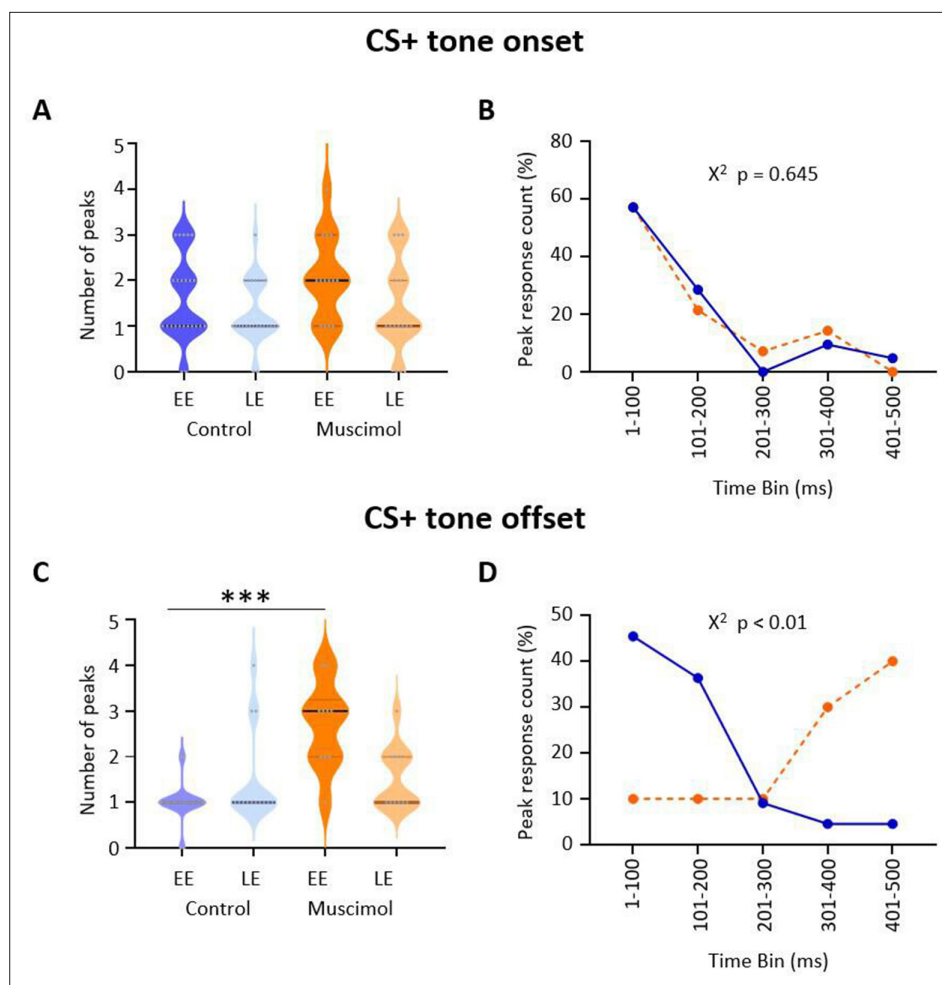 CS+ tone onset
A
Number of peaks
5
4
3
2
1
0
EE LE EE LE
Control Muscimol
B
Peak response count (%)
80
60
40
20
0
X² p = 0.645
1-100
101-200
201-300
301-400
401-500
Time Bin (ms)
CS+ tone offset
C
Number of peaks
5
4
3
2
1
0
***
EE LE EE LE
Control Muscimol
D
Peak response count (%)
50
40
30
20
10
0
X² p < 0.01
1-100
101-200
201-300
301-400
401-500
Time Bin (ms)